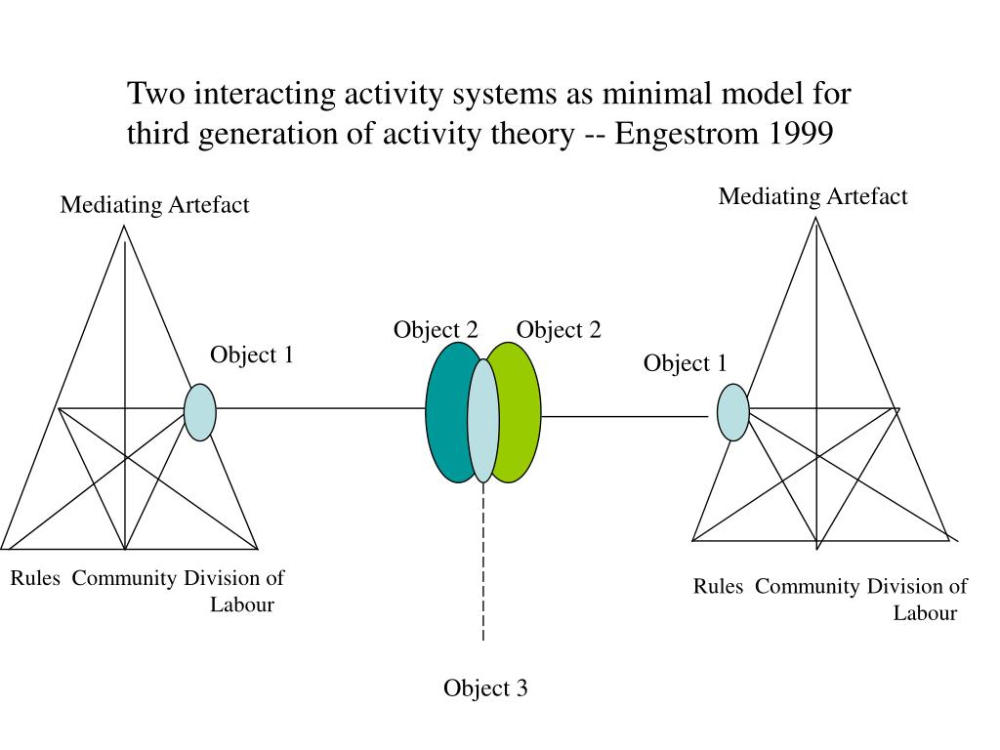 Two interacting activity systems as minimal model for
third generation of activity theory -- Engestrom 1999
Mediating Artefact
Mediating Artefact
Object 2
Object 2
Object 1
Object 1
Rules Community Division of
Labour
Rules Community Division of
Labour
Object 3